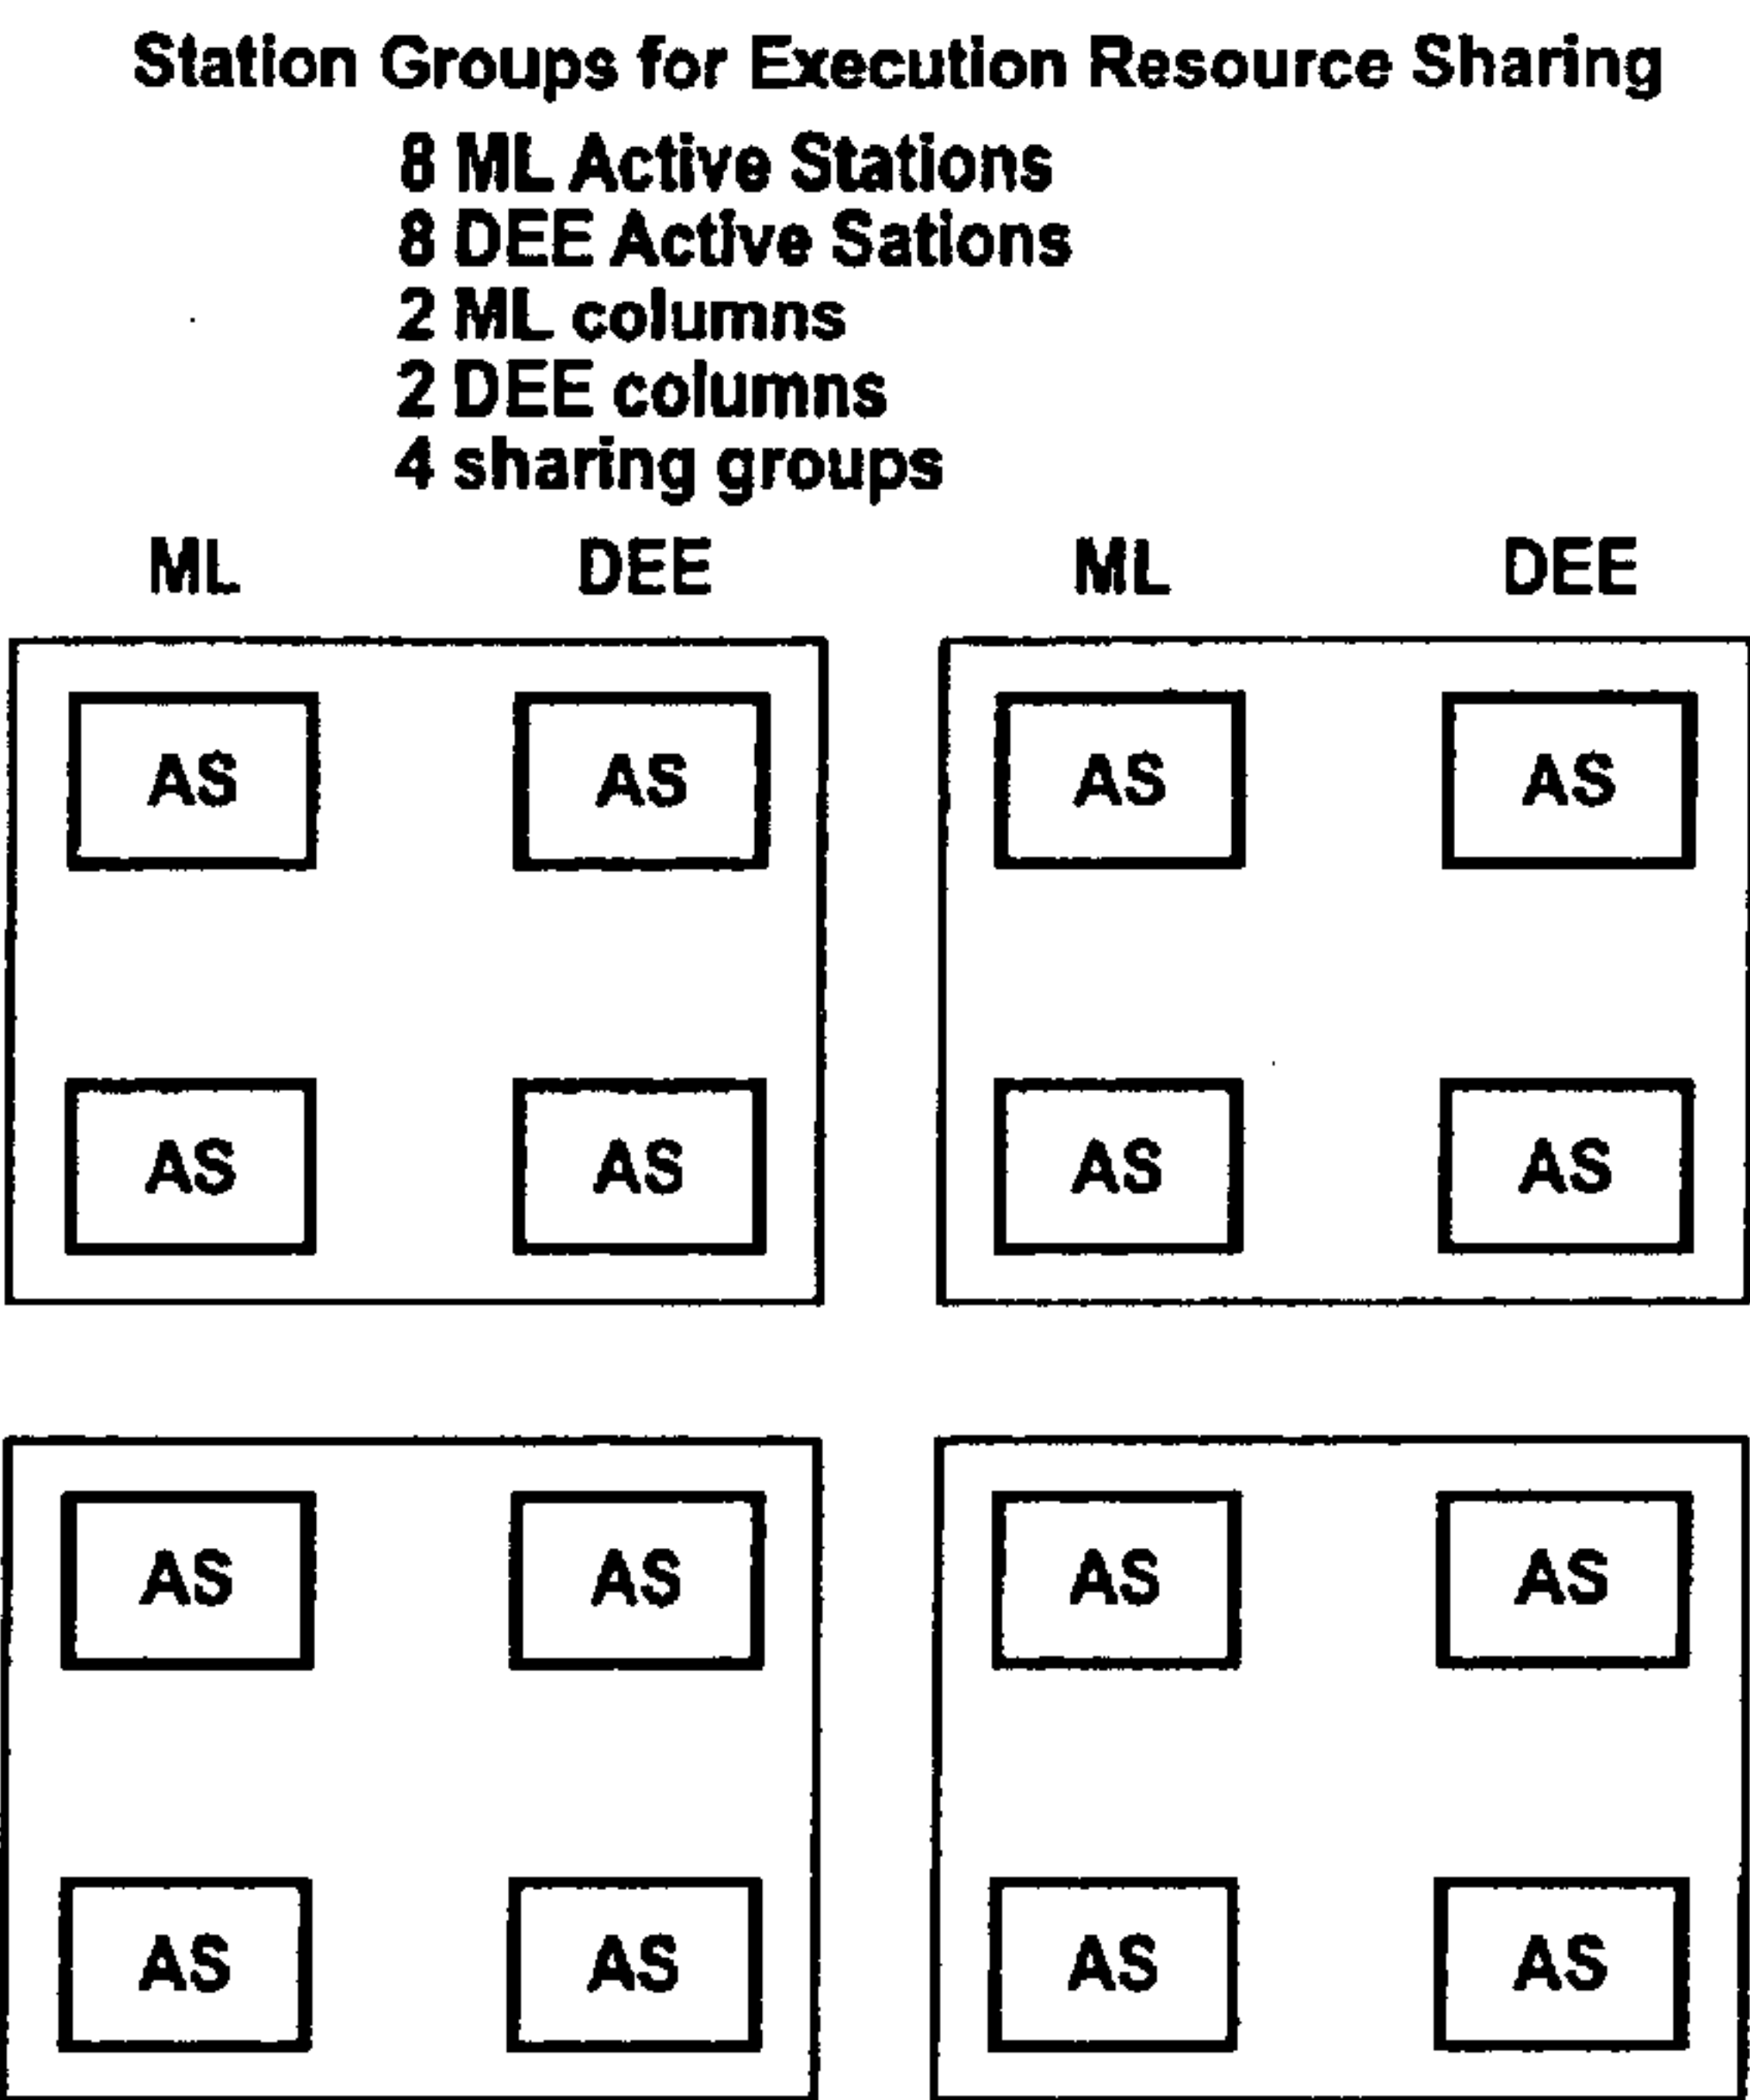 Station Groups for Execution Resource Sharing
8 ML Active Stations
8 DEE Active Sations
2 ML columns
2 DEE columns
4 sharing groups
ML DEE ML DEE
AS AS AS AS
AS AS AS AS
AS AS AS AS
AS AS AS AS